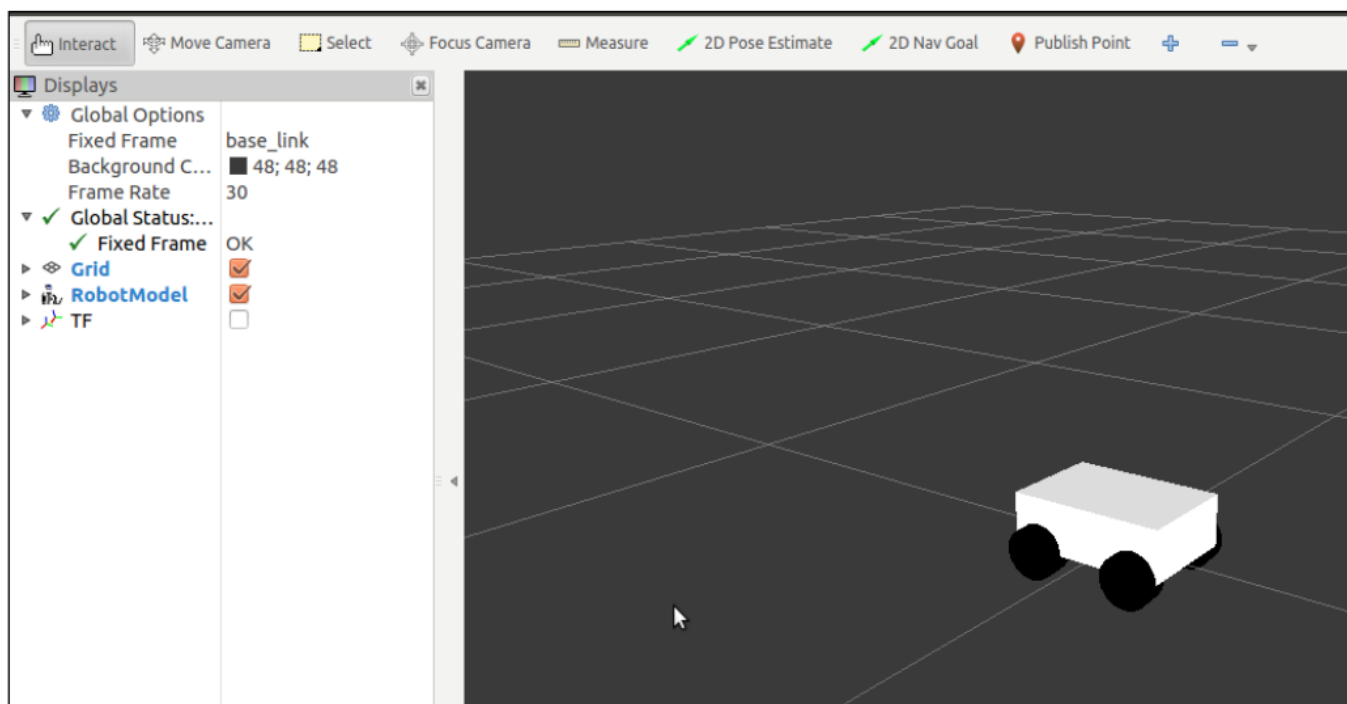 Interact Move Camera Select Focus Camera Measure 2D Pose Estimate 2D Nav Goal Publish Point
Displays
Global Options
Fixed Frame base_link
Background C... 48; 48; 48
Frame Rate 30
Global Status:...
Fixed Frame OK
Grid
RobotModel
TF